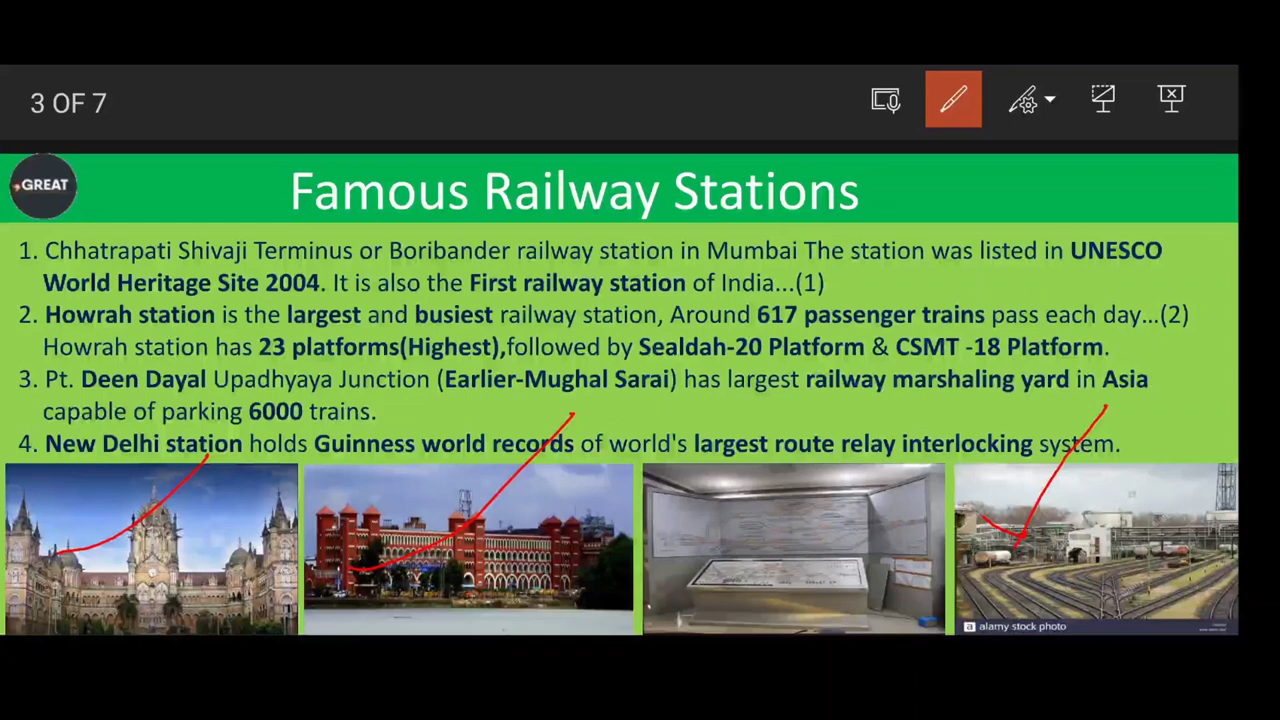 3 OF 7
GREAT
Famous Railway Stations
1. Chhatrapati Shivaji Terminus or Boribander railway station in Mumbai The station was listed in UNESCO
World Heritage Site 2004. It is also the First railway station of India...(1)
2. Howrah station is the largest and busiest railway station, Around 617 passenger trains pass each day...(2)
Howrah station has 23 platforms(Highest),followed by Sealdah-20 Platform & CSMT -18 Platform.
3. Pt. Deen Dayal Upadhyaya Junction (Earlier-Mughal Sarai) has largest railway marshaling yard in Asia
capable of parking 6000 trains.
4. New Delhi station holds Guinness world records of world's largest route relay interlocking system.
a alamy stock photo